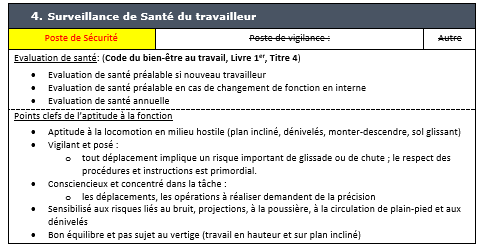 4. Surveillance de Santé du travailleur
Poste de Sécurité
Poste de vigilance :
Autre
Evaluation de santé: (Code du bien-être au travail, Livre 1er, Titre 4)
• Evaluation de santé préalable si nouveau travailleur
• Evaluation de santé préalable en cas de changement de fonction en interne
• Evaluation de santé annuelle
Points clefs de l'aptitude à la fonction
• Aptitude à la locomotion en milieu hostile (plan incliné, dénivelés, monter-descendre, sol glissant)
• Vigilant et posé :
o tout déplacement implique un risque important de glissade ou de chute ; le respect des
procédures et instructions est primordial.
• Consciencieux et concentré dans la tâche :
o les déplacements, les opérations à réaliser demandent de la précision
• Sensibilisé aux risques liés au bruit, projections, à la poussière, à la circulation de plain-pied et aux
dénivelés
• Bon équilibre et pas sujet au vertige (travail en hauteur et sur plan incliné)